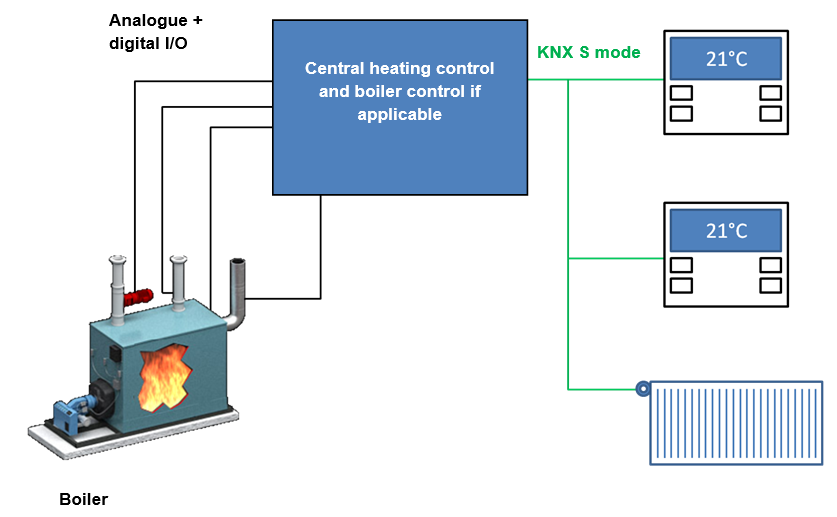 Analogue +
digital I/O
Central heating control
and boiler control if
applicable
KNX S mode
21°C
21°C
Boiler